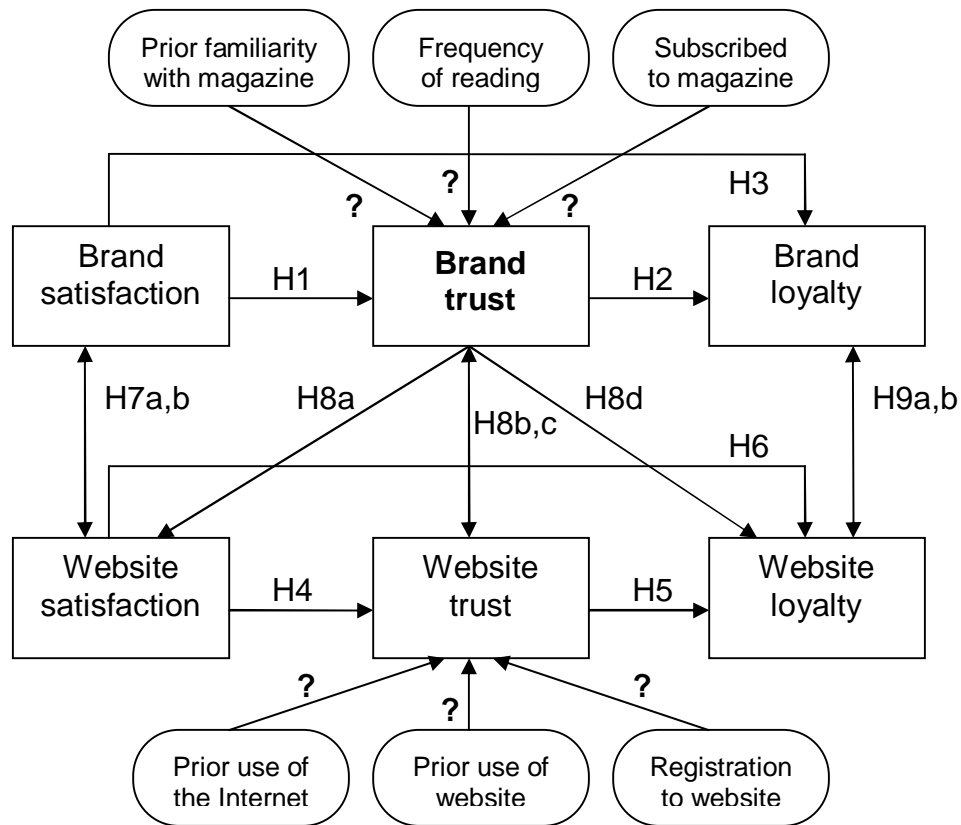 Prior familiarity
with magazine
Frequency
of reading
Subscribed
to magazine
?
?
?
H3
Brand
satisfaction
H1
Brand
trust
H2
Brand
loyalty
H7a,b
H8a
H8b,c
H8d
H9a,b
H6
Website
satisfaction
H4
Website
trust
H5
Website
loyalty
?
?
?
Prior use of
the Internet
Prior use of
website
Registration
to website